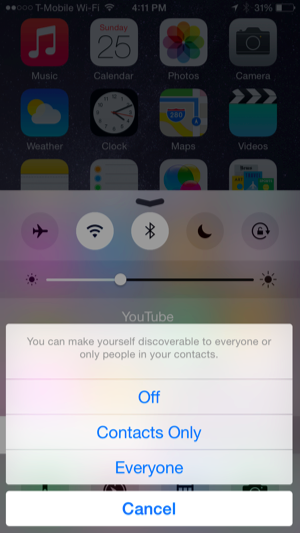 T-Mobile Wi-Fi 4:11 PM 31%
Sunday
25
280
Music Calendar Photos Camera
Weather Clock Maps Videos
YouTube
You can make yourself discoverable to everyone or
only people in your contacts.
Off
Contacts Only
Everyone
Cancel